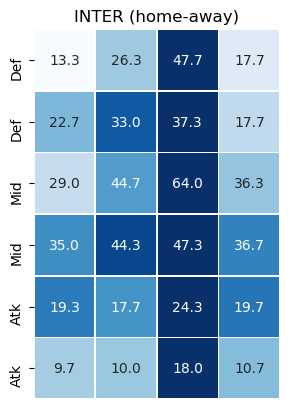 INTER (home-away)
Def 13.3 26.3 47.7 17.7
Def 22.7 33.0 37.3 17.7
Mid 29.0 44.7 64.0 36.3
Mid 35.0 44.3 47.3 36.7
Atk 19.3 17.7 24.3 19.7
Atk 9.7 10.0 18.0 10.7